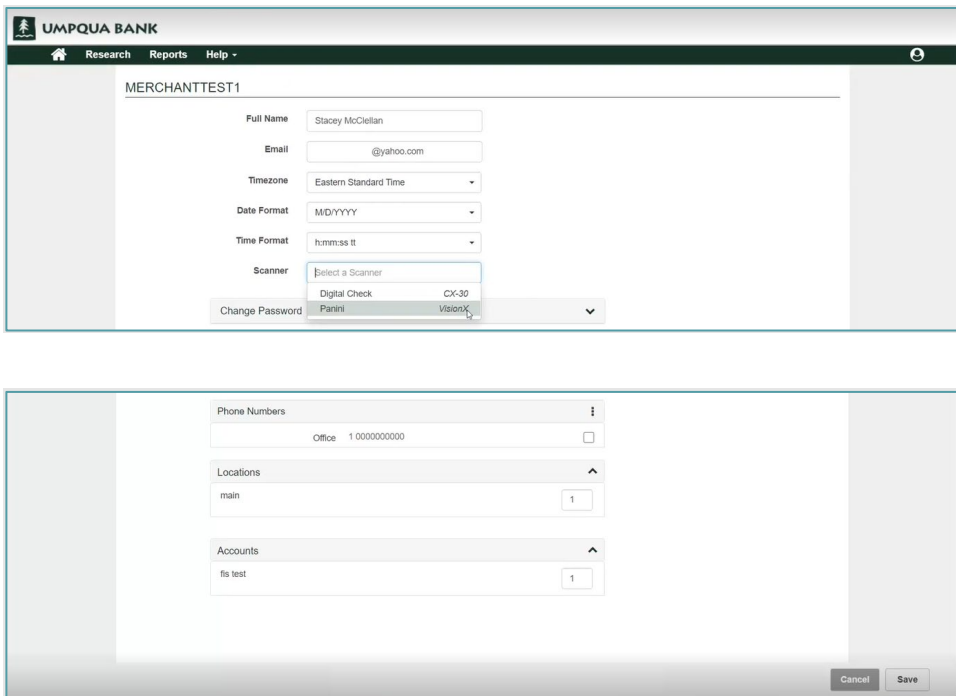 UMPQUA BANK
Research Reports Help
MERCHANTTEST1
Full Name Stacey McClellan
Email @yahoo.com
Timezone Eastern Standard Time
Date Format M/D/YYYY
Time Format h:mm:ss tt
Scanner Select a Scanner
Digital Check CX-30
Change Password Panini VisionX
Phone Numbers
Office 1 0000000000
Locations
main 1
Accounts
fis test 1
Cancel Save